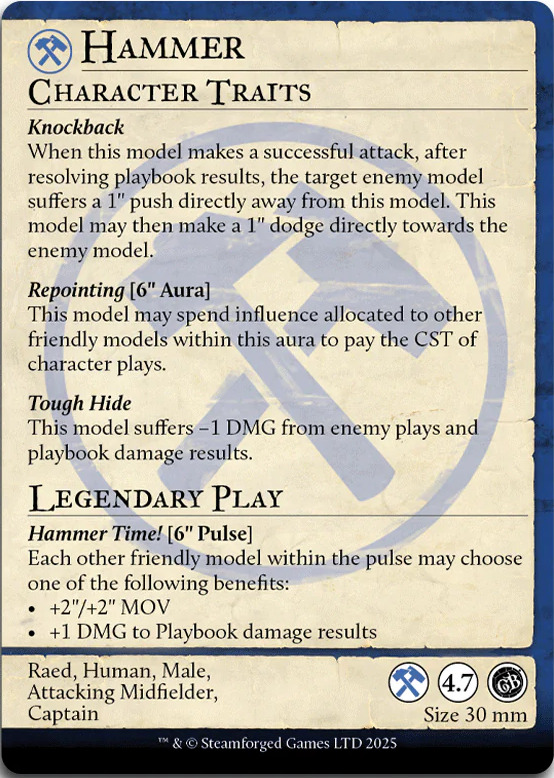 Hammer
Character Traits
Knockback
When this model makes a successful attack, after
resolving playbook results, the target enemy model
suffers a 1" push directly away from this model. This
model may then make a 1" dodge directly towards the
enemy model.
Repointing [6" Aura]
This model may spend influence allocated to other
friendly models within this aura to pay the CST of
character plays.
Tough Hide
This model suffers –1 DMG from enemy plays and
playbook damage results.
Legendary Play
Hammer Time! [6" Pulse]
Each other friendly model within the pulse may choose
one of the following benefits:
• +2"/+2" MOV
• +1 DMG to Playbook damage results
Raed, Human, Male,
Attacking Midfielder,
Captain
4.7
GB
Size 30 mm
™ & © Steamforged Games LTD 2025